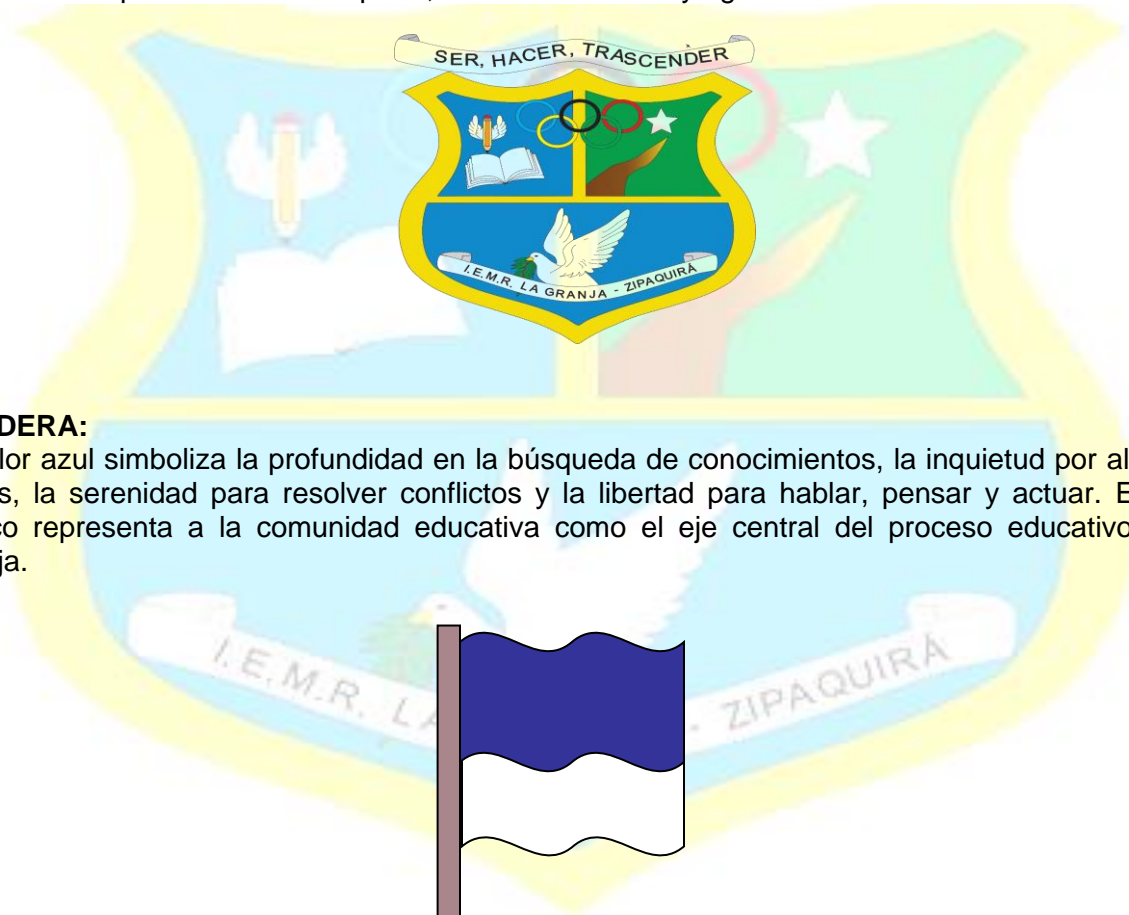 SER, HACER, TRASCENDER
I.E.M.R. LA GRANJA - ZIPAQUIRÁ
DERA:
lor azul simboliza la profundidad en la búsqueda de conocimientos, la inquietud por al
s, la serenidad para resolver conflictos y la libertad para hablar, pensar y actuar. E
co representa a la comunidad educativa como el eje central del proceso educativo
ja.
I.E.M.R. LA - ZIPAQUIRÁ